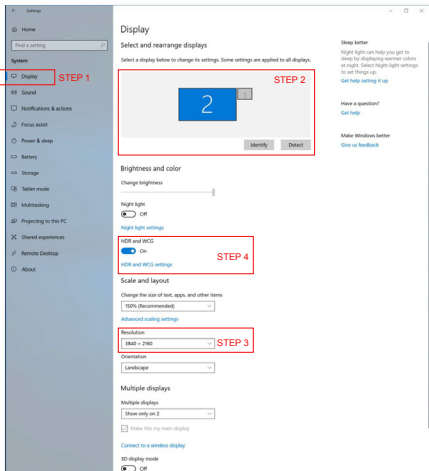 Settings
Home
Find a setting
System
Display
STEP 1
Sound
Notifications & actions
Focus assist
Power & sleep
Battery
Storage
Tablet mode
Multitasking
Projecting to this PC
Shared experiences
Remote Desktop
About
Display
Select and rearrange displays
Select a display below to change its settings. Some settings are applied to all displays.
STEP 2
2
1
Identify
Detect
Brightness and color
Change brightness
Night light
Off
Night light settings
HDR and WCG
On
STEP 4
HDR and WCG settings
Scale and layout
Change the size of text, apps, and other items
150% (Recommended)
Advanced scaling settings
Resolution
3840 × 2160
STEP 3
Orientation
Landscape
Multiple displays
Multiple displays
Show only on 2
Make this my main display
Connect to a wireless display
3D display mode
Off
Sleep better
Night light can help you get to
sleep by displaying warmer colors
at night. Select Night light settings
to set things up.
Get help setting it up
Have a question?
Get help
Make Windows better
Give us feedback